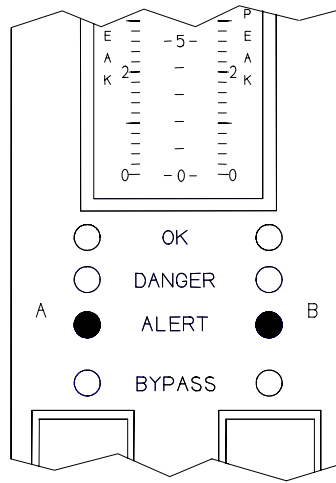 P
E -5- E
A A
2 2
K K
0 -0- 0
OK
DANGER
A ALERT B
BYPASS